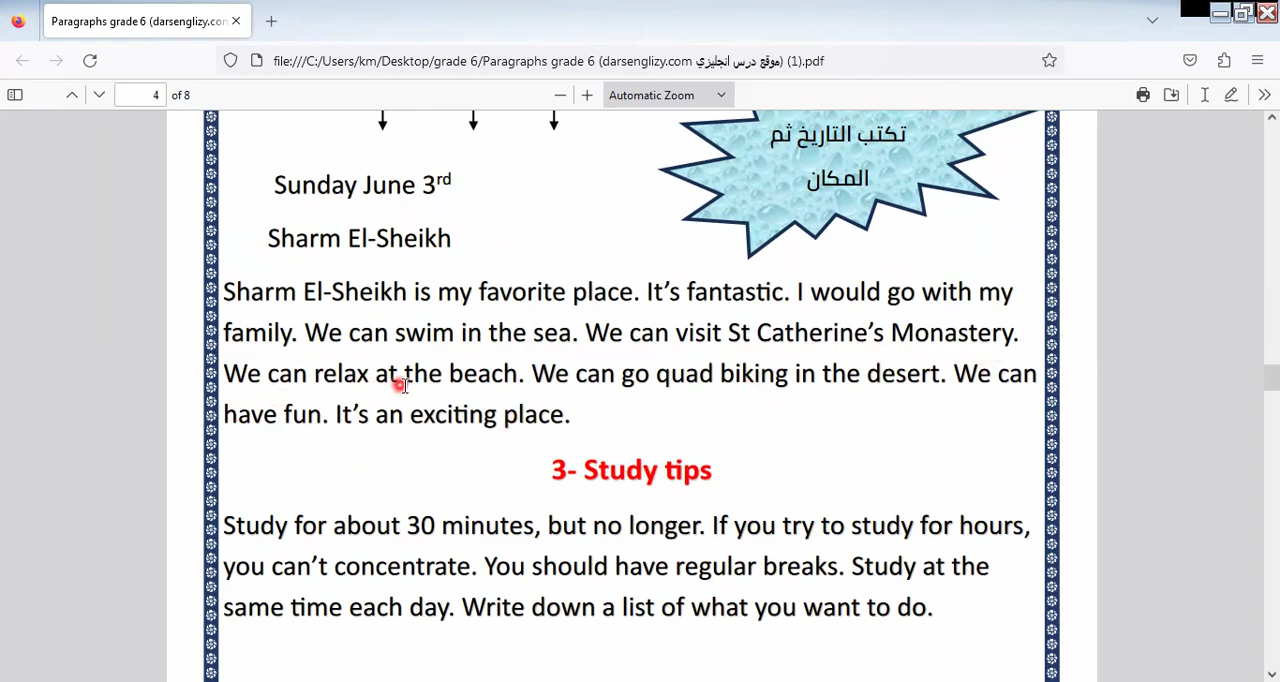 Paragraphs grade 6 (darsenglizy.con
file:///C:/Users/km/Desktop/grade 6/Paragraphs grade 6 (darsenglizy.com موقع درس انجليزي) (1).pdf
4 of 8
Automatic Zoom
تكتب التاريخ ثم
المكان
Sunday June 3rd
Sharm El-Sheikh
Sharm El-Sheikh is my favorite place. It’s fantastic. I would go with my
family. We can swim in the sea. We can visit St Catherine’s Monastery.
We can relax at the beach. We can go quad biking in the desert. We can
have fun. It’s an exciting place.
3- Study tips
Study for about 30 minutes, but no longer. If you try to study for hours,
you can’t concentrate. You should have regular breaks. Study at the
same time each day. Write down a list of what you want to do.